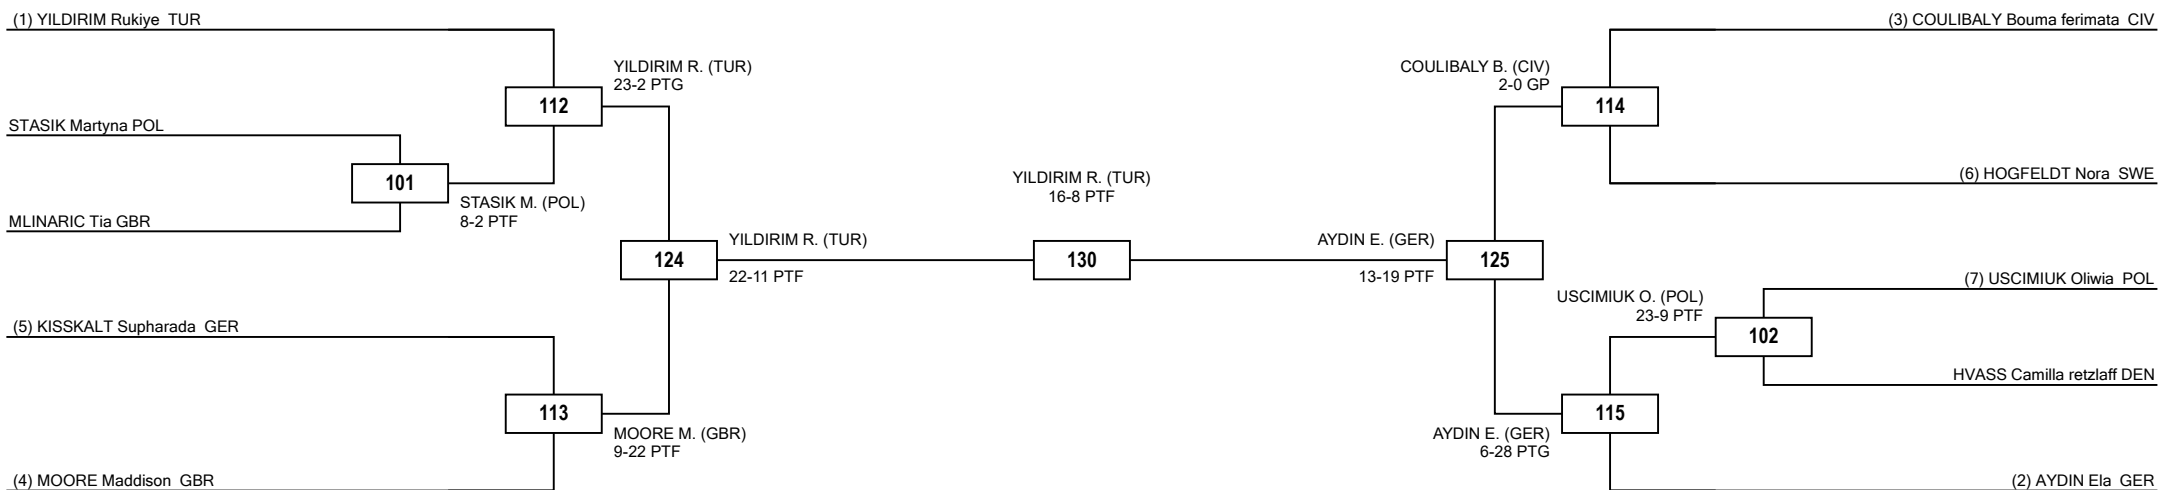 (1) YILDIRIM Rukiye TUR
(3) COULIBALY Bouma ferimata CIV
YILDIRIM R. (TUR)
23-2 PTG
COULIBALY B. (CIV)
2-0 GP
112
114
STASIK Martyna POL
101
STASIK M. (POL)
8-2 PTF
YILDIRIM R. (TUR)
16-8 PTF
(6) HOGFELDT Nora SWE
MLINARIC Tia GBR
124
YILDIRIM R. (TUR)
22-11 PTF
130
AYDIN E. (GER)
13-19 PTF
125
(7) USCIMIUK Oliwia POL
USCIMIUK O. (POL)
23-9 PTF
102
(5) KISSKALT Supharada GER
HVASS Camilla retzlaff DEN
113
MOORE M. (GBR)
9-22 PTF
AYDIN E. (GER)
6-28 PTG
115
(4) MOORE Maddison GBR
(2) AYDIN Ela GER